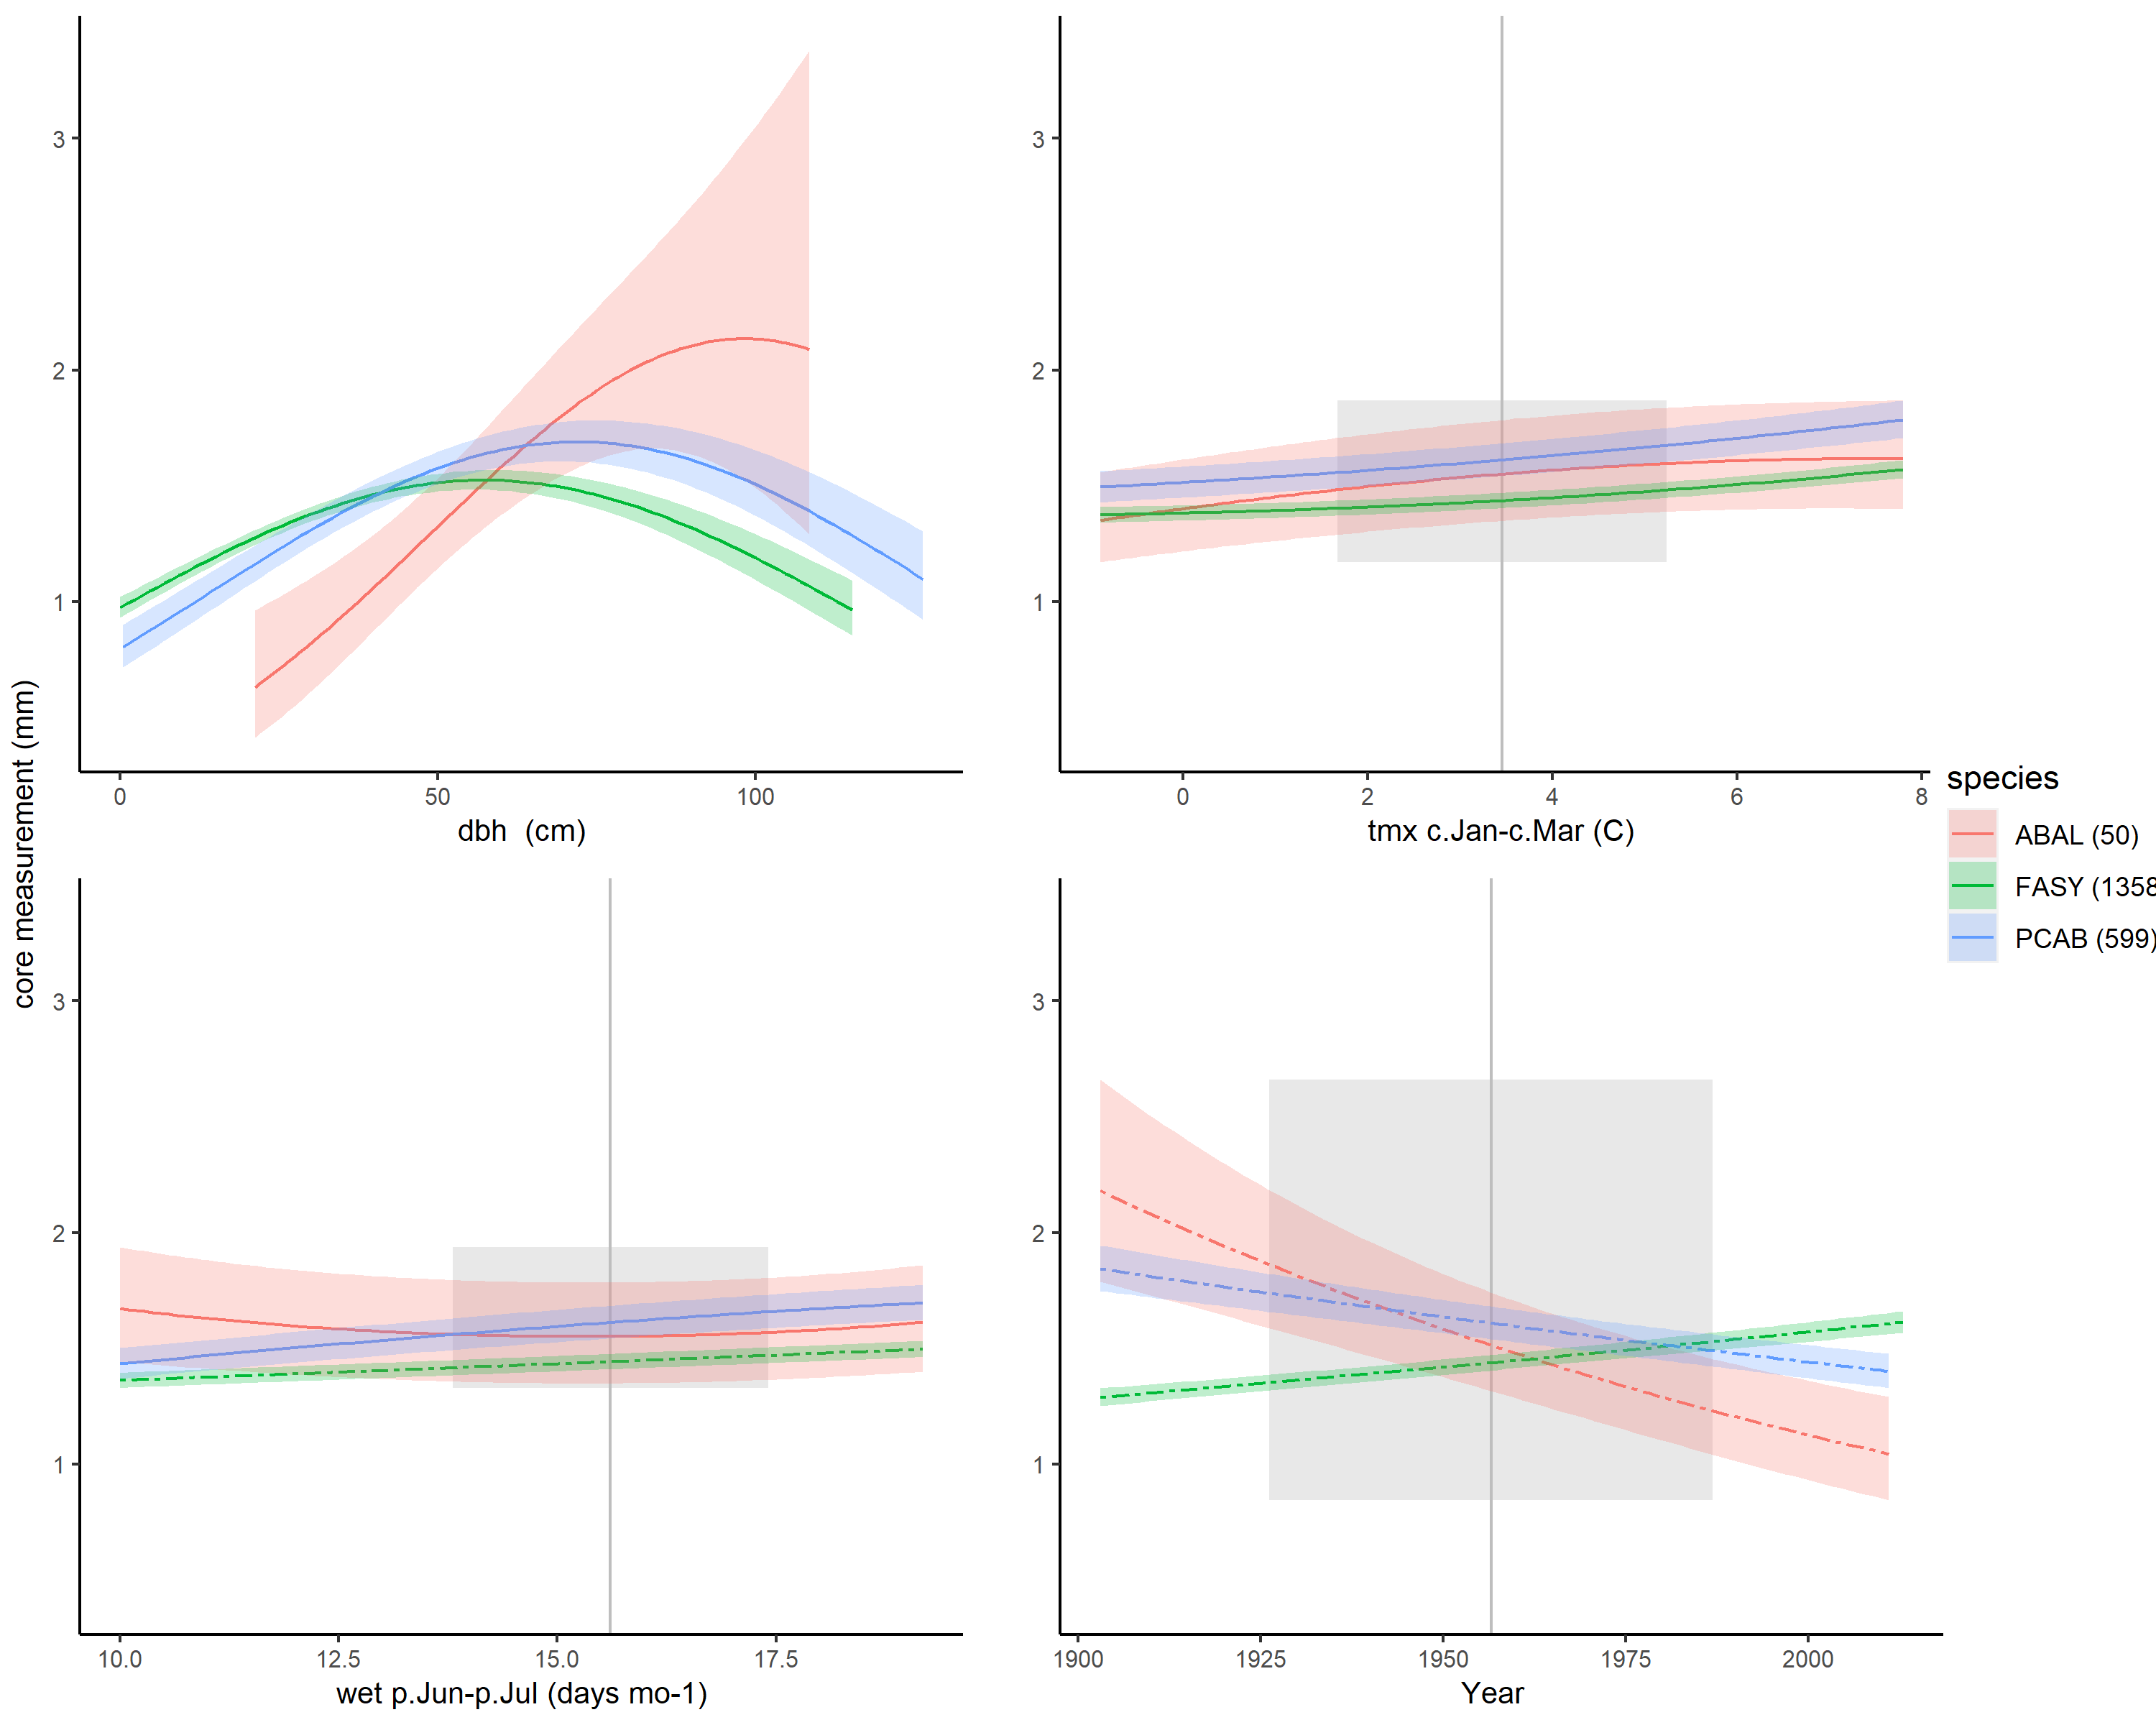 core measurement (mm)
3
2
1
0 50 100
dbh (cm)
3
2
1
0 2 4 6 8
tmx c.Jan-c.Mar (C)
3
2
1
10.0 12.5 15.0 17.5
wet p.Jun-p.Jul (days mo-1)
3
2
1
1900 1925 1950 1975 2000
Year
species
ABAL (50)
FASY (1358
PCAB (599)